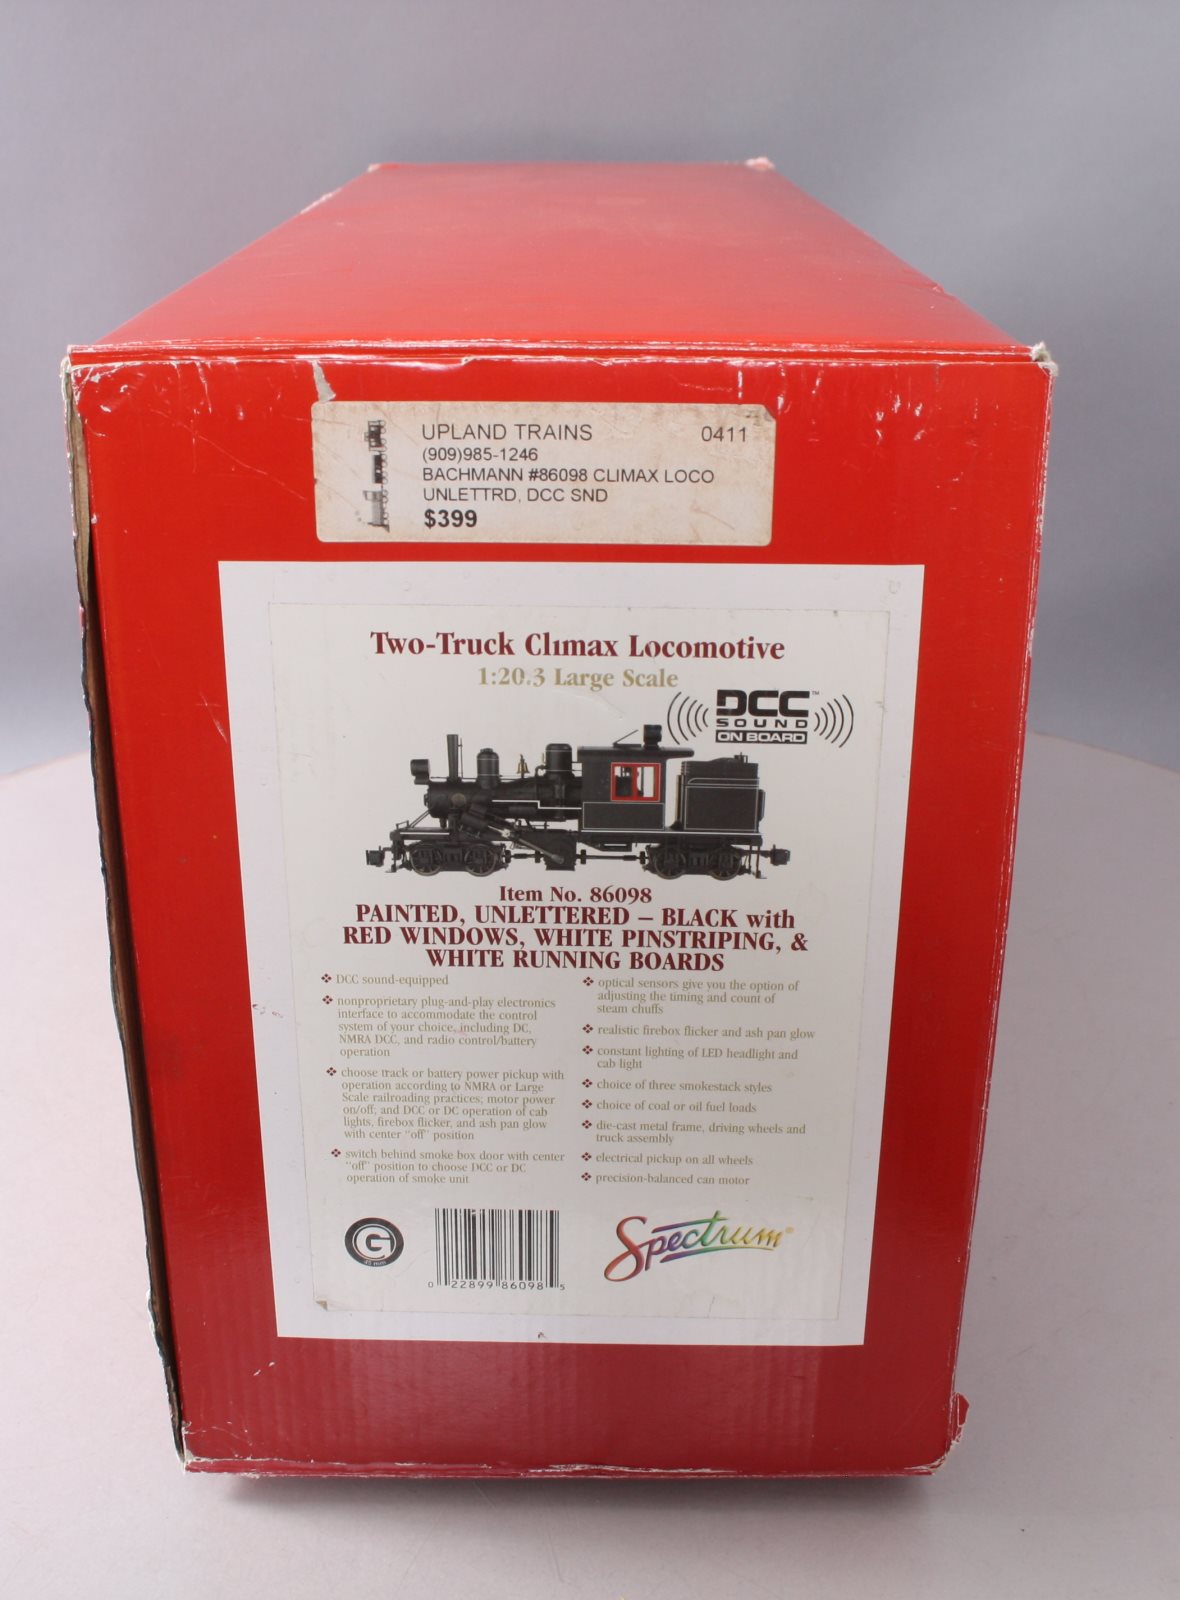 UPLAND TRAINS 0411
(909)985-1246
BACHMANN #86098 CLIMAX LOCO
UNLETTRD, DCC SND
$399
Two-Truck Climax Locomotive
1:20.3 Large Scale
DCC™
SOUND
ON BOARD
Item No. 86098
PAINTED, UNLETTERED – BLACK with
RED WINDOWS, WHITE PINSTRIPING, &
WHITE RUNNING BOARDS
❖ DCC sound-equipped
❖ nonproprietary plug-and-play electronics
interface to accommodate the control
system of your choice, including DC,
NMRA DCC, and radio control/battery
operation
❖ choose track or battery power pickup with
operation according to NMRA or Large
Scale railroading practices; motor power
on/off; and DCC or DC operation of cab
lights, firebox flicker, and ash pan glow
with center "off" position
❖ switch behind smoke box door with center
"off" position to choose DCC or DC
operation of smoke unit
❖ optical sensors give you the option of
adjusting the timing and count of
steam chuffs
❖ realistic firebox flicker and ash pan glow
❖ constant lighting of LED headlight and
cab light
❖ choice of three smokestack styles
❖ choice of coal or oil fuel loads
❖ die-cast metal frame, driving wheels and
truck assembly
❖ electrical pickup on all wheels
❖ precision-balanced can motor
G
45 mm
0 22899 86098 5
Spectrum®